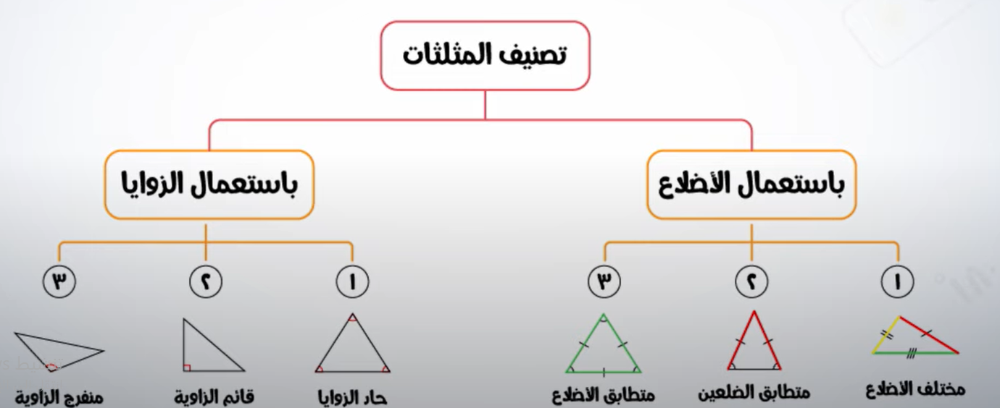 تصنيف المثلثات
باستعمال الأضلاع
باستعمال الزوايا
١
٢
٣
١
٢
٣
مختلف الأضلاع
متطابق الضلعين
متطابق الأضلاع
حاد الزوايا
قائم الزاوية
منفرج الزاوية